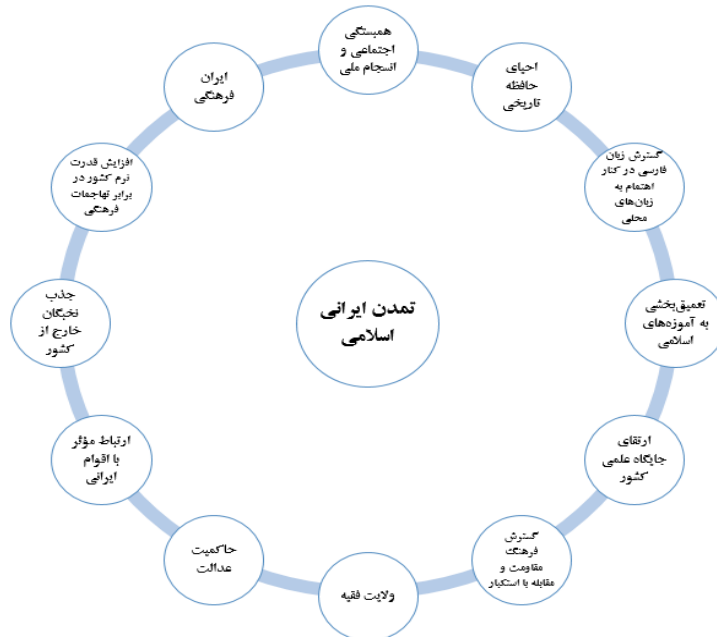 همبستگی
اجتماعی و
انسجام ملی
احیای
حافظه
تاریخی
گسترش زبان
فارسی در کنار
اهتمام به
زبان‌های
محلی
تعمیق‌بخشی
به آموزه‌های
اسلامی
ارتقای
جایگاه علمی
کشور
گسترش
فرهنگ
مقاومت و
مقابله با استکبار
ولایت فقیه
حاکمیت
عدالت
ارتباط مؤثر
با اقوام
ایرانی
جذب
نخبگان
خارج از
کشور
افزایش قدرت
نرم کشور در
برابر تهاجمات
فرهنگی
ایران
فرهنگی
تمدن ایرانی
اسلامی